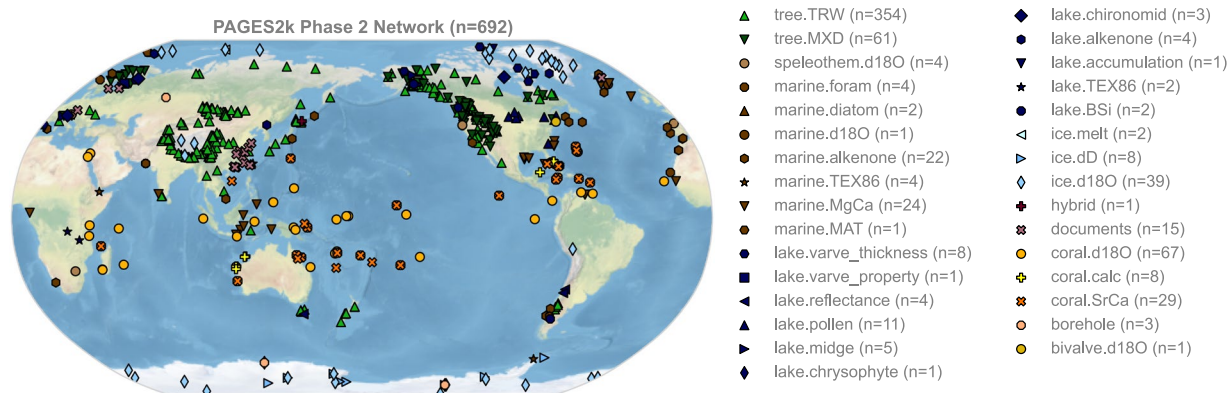 PAGES2k Phase 2 Network (n=692)
tree.TRW (n=354)
tree.MXD (n=61)
speleothem.d18O (n=4)
marine.foram (n=4)
marine.diatom (n=2)
marine.d18O (n=1)
marine.alkenone (n=22)
marine.TEX86 (n=4)
marine.MgCa (n=24)
marine.MAT (n=1)
lake.varve_thickness (n=8)
lake.varve_property (n=1)
lake.reflectance (n=4)
lake.pollen (n=11)
lake.midge (n=5)
lake.chrysophyte (n=1)
lake.chironomid (n=3)
lake.alkenone (n=4)
lake.accumulation (n=1)
lake.TEX86 (n=2)
lake.BSi (n=2)
ice.melt (n=2)
ice.dD (n=8)
ice.d18O (n=39)
hybrid (n=1)
documents (n=15)
coral.d18O (n=67)
coral.calc (n=8)
coral.SrCa (n=29)
borehole (n=3)
bivalve.d18O (n=1)